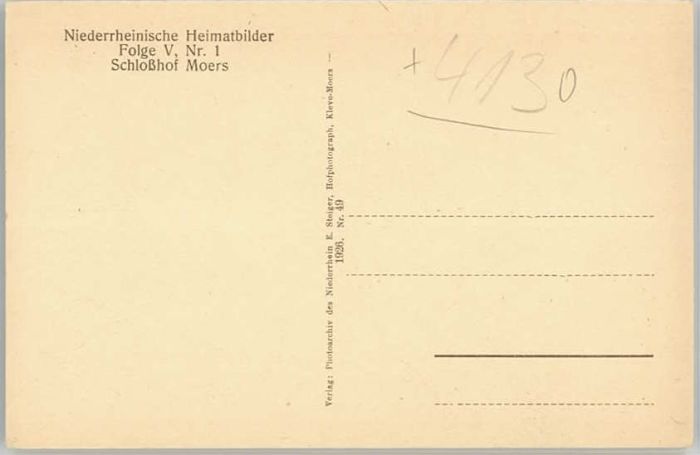 Niederrheinische Heimatbilder
Folge V, Nr. 1
Schloßhof Moers
+4130
Verlag: Photoarchiv des Niederrhein E. Steiger, Hofphotograph, Kleve-Moers —
1926. Nr. 49